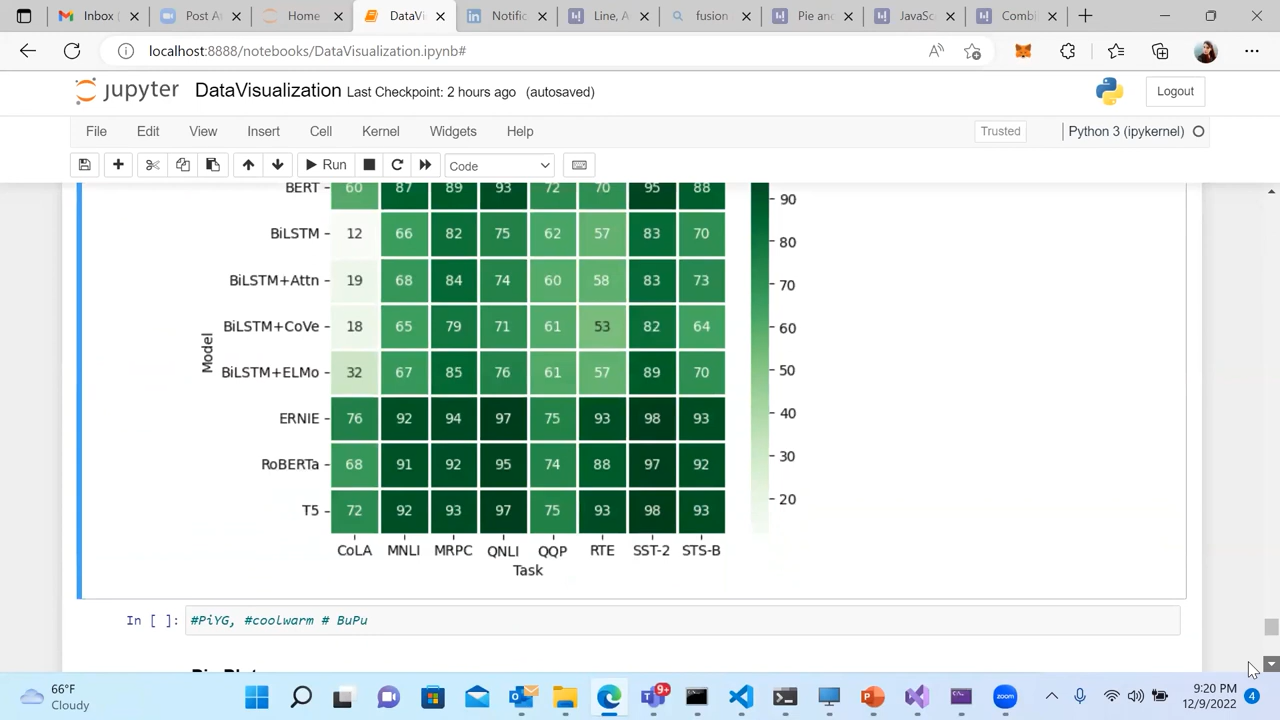 Inbox
Post A
Home
DataVi
LinkedIn
Notific
Line, A
fusion
Pie and
JavaSc
Combi
localhost:8888/notebooks/DataVisualization.ipynb#
jupyter DataVisualization Last Checkpoint: 2 hours ago (autosaved)
Logout
File Edit View Insert Cell Kernel Widgets Help
Trusted
Python 3 (ipykernel)
Run
Code
BERT 60 87 89 93 72 70 95 88
BiLSTM 12 66 82 75 62 57 83 70
BiLSTM+Attn 19 68 84 74 60 58 83 73
BiLSTM+CoVe 18 65 79 71 61 53 82 64
BiLSTM+ELMo 32 67 85 76 61 57 89 70
ERNIE 76 92 94 97 75 93 98 93
RoBERTa 68 91 92 95 74 88 97 92
T5 72 92 93 97 75 93 98 93
CoLA MNLI MRPC QNLI QQP RTE SST-2 STS-B
Task
Model
90
80
70
60
50
40
30
20
In [ ]: #PiYG, #coolwarm # BuPu
66°F
Cloudy
9+
zoom
9:20 PM
12/9/2022
4